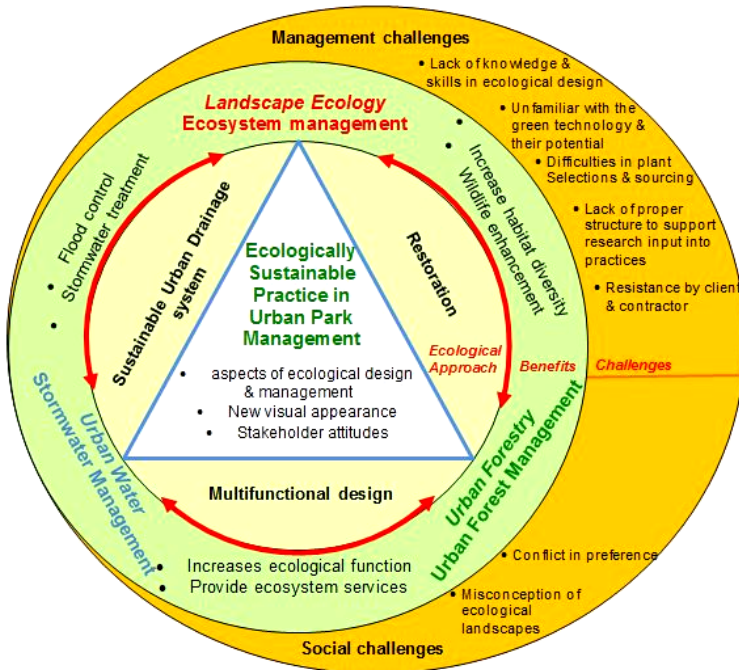 Management challenges
• Lack of knowledge &
skills in ecological design
• Unfamiliar with the
green technology &
their potential
• Difficulties in plant
Selections & sourcing
• Lack of proper
structure to support
research input into
practices
• Resistance by client
& contractor
Landscape Ecology
Ecosystem management
• Flood control
• Stormwater treatment
• Increase habitat diversity
• Wildlife enhancement
Sustainable Urban Drainage
system
Restoration
Ecologically
Sustainable
Practice in
Urban Park
Management
• aspects of ecological design
& management
• New visual appearance
• Stakeholder attitudes
Ecological
Approach
Benefits
Challenges
Urban Water
Stormwater Management
Urban Forestry
Urban Forest Management
Multifunctional design
• Increases ecological function
• Provide ecosystem services
• Conflict in preference
• Misconception of
ecological
landscapes
Social challenges